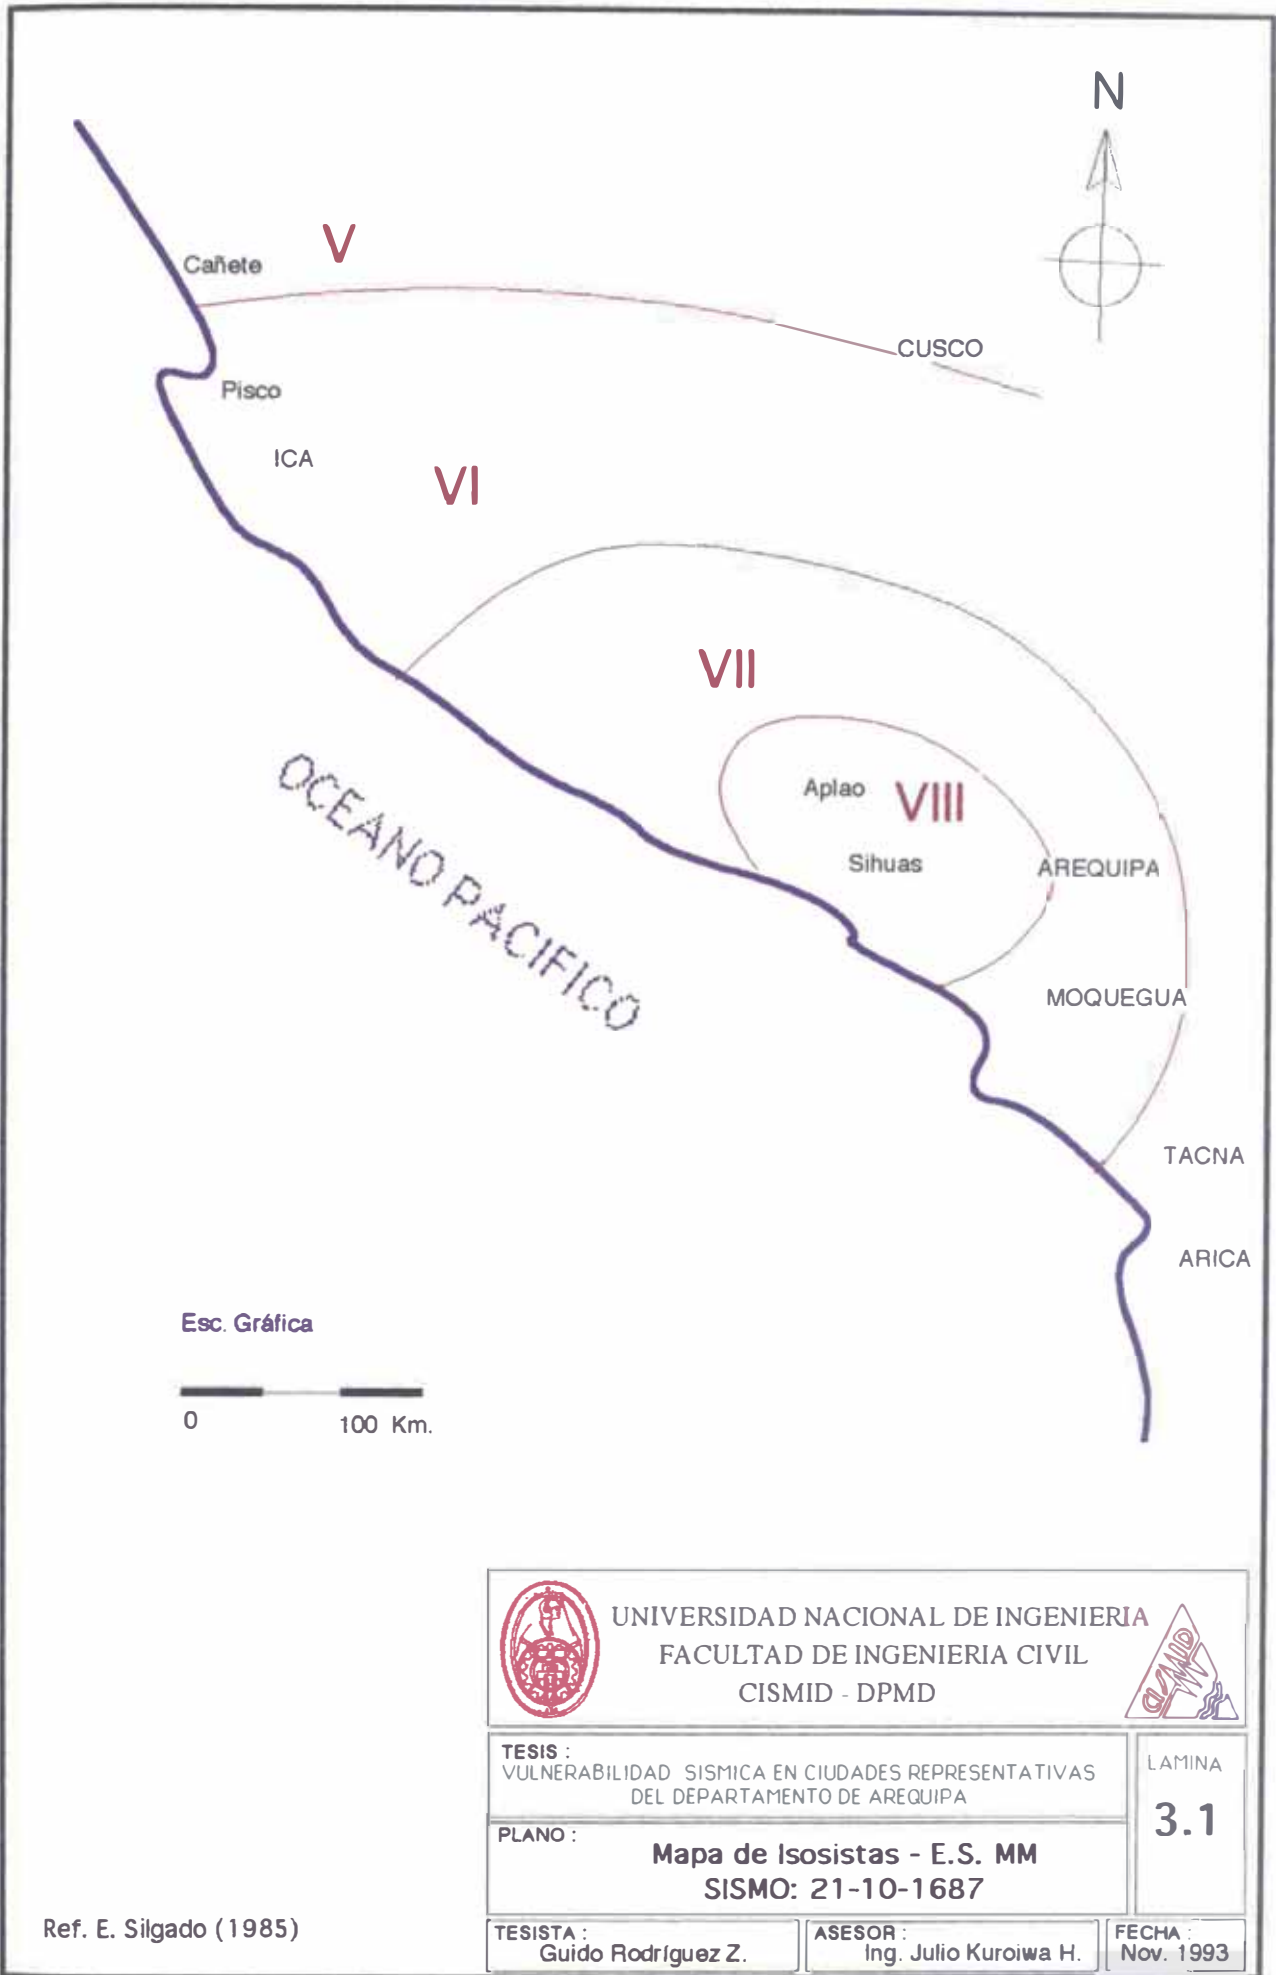 N
V
Cañete
CUSCO
Pisco
ICA
VI
VII
Aplao
VIII
Sihuas
AREQUIPA
OCEANO PACIFICO
MOQUEGUA
TACNA
ARICA
Esc. Gráfica
0 100 Km.
UNIVERSIDAD NACIONAL DE INGENIERIA
FACULTAD DE INGENIERIA CIVIL
CISMID - DPMD
CISMID
TESIS :
VULNERABILIDAD SISMICA EN CIUDADES REPRESENTATIVAS
DEL DEPARTAMENTO DE AREQUIPA
LAMINA
3.1
PLANO :
Mapa de Isosistas - E.S. MM
SISMO: 21-10-1687
Ref. E. Silgado (1985)
TESISTA :
Guido Rodríguez Z.
ASESOR :
Ing. Julio Kuroiwa H.
FECHA :
Nov. 1993